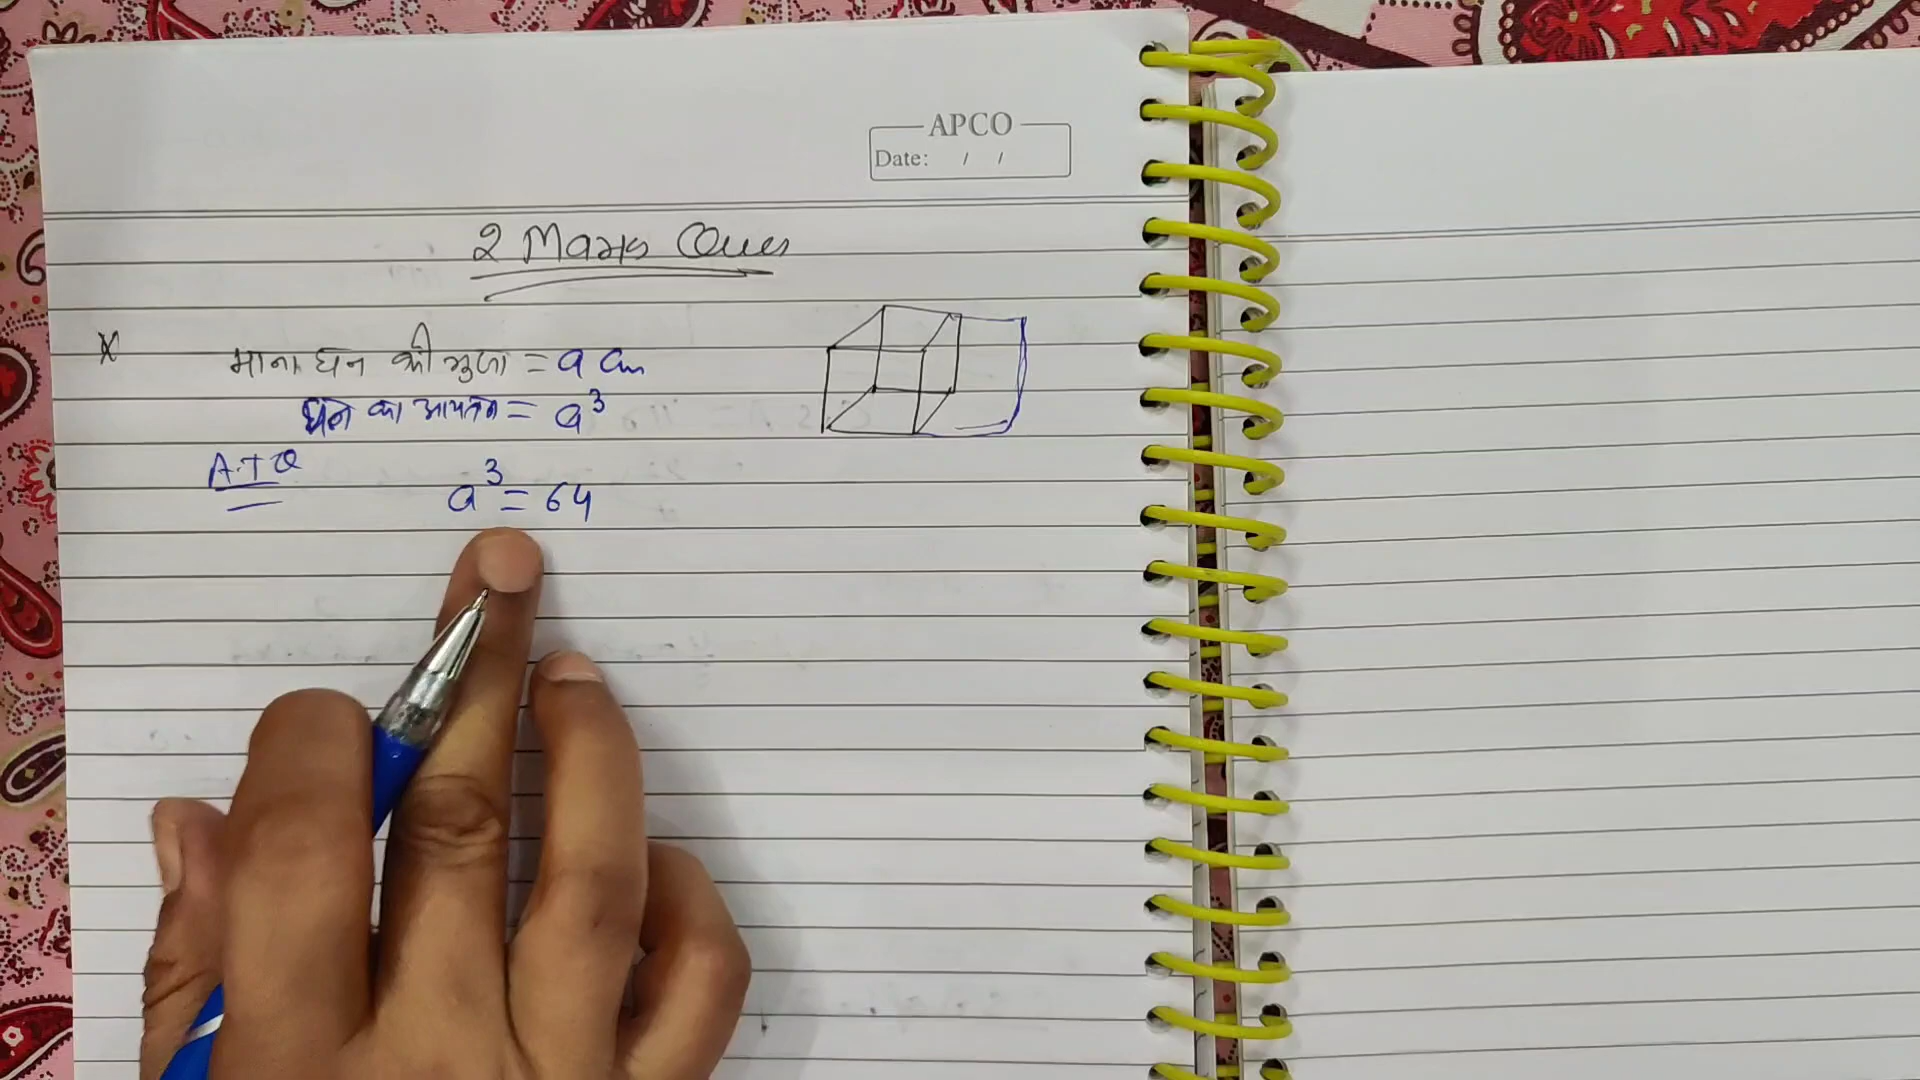 APCO
Date: / /
2 Marks Ques
माना घन की भुजा = a cm
घन का आयतन = a³
A.T.Q
a³ = 64